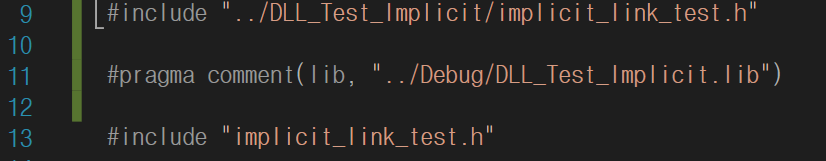 9 #include "../DLL_Test_Implicit/implicit_link_test.h"
10
11 #pragma comment(lib, "../Debug/DLL_Test_Implicit.lib")
12
13 #include "implicit_link_test.h"